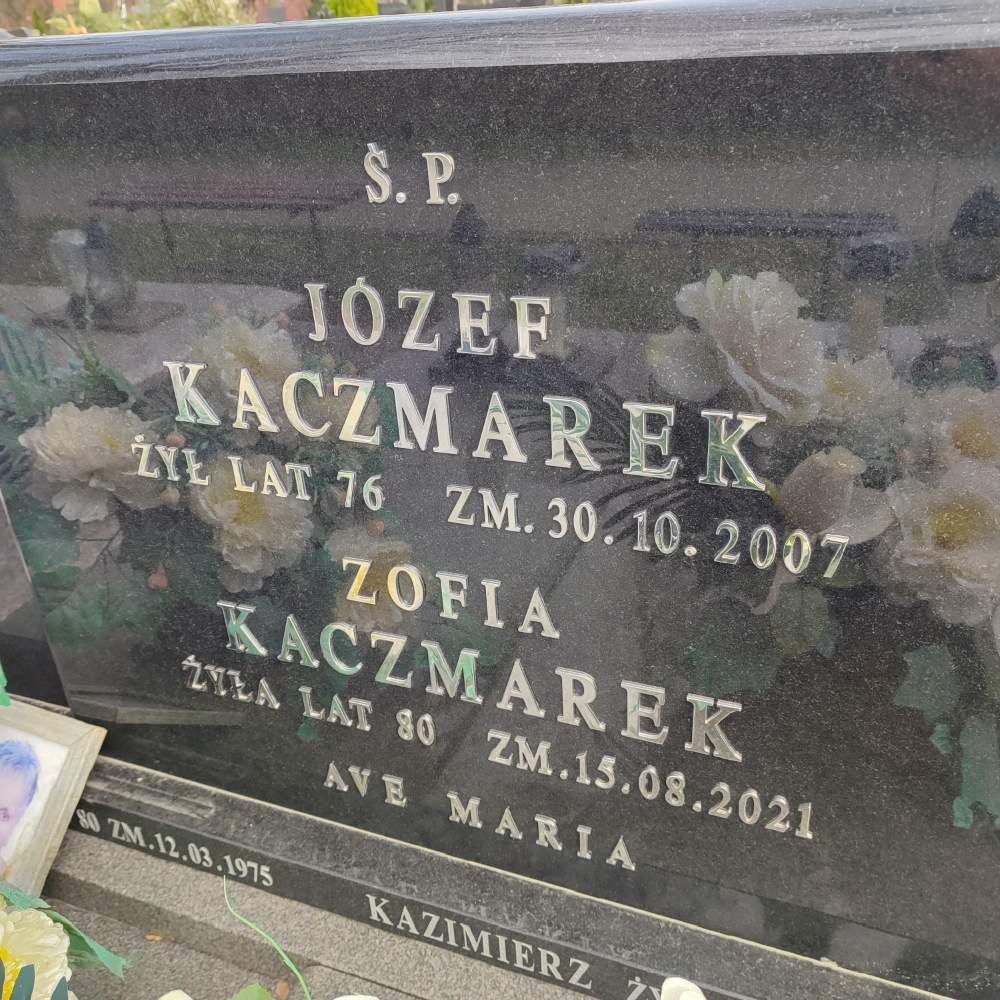 Ś. P.
JÓZEF
KACZMAREK
ŻYŁ LAT 76 ZM. 30.10.2007
ZOFIA
KACZMAREK
ŻYŁA LAT 80 ZM.15.08.2021
AVE MARIA
80 ZM.12.03.1975 KAZIMIERZ